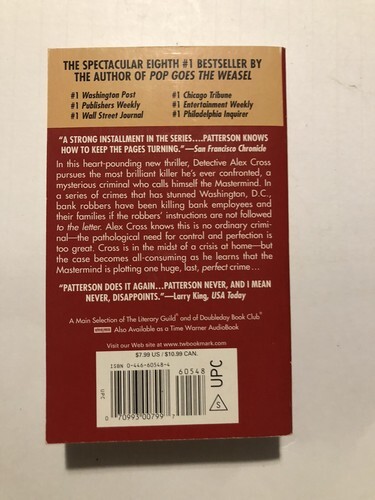 THE SPECTACULAR EIGHTH #1 BESTSELLER BY
THE AUTHOR OF POP GOES THE WEASEL
#1 Washington Post
#1 Chicago Tribune
#1 Publishers Weekly
#1 Entertainment Weekly
#1 Wall Street Journal
#1 Philadelphia Inquirer
"A STRONG INSTALLMENT IN THE SERIES....PATTERSON KNOWS
HOW TO KEEP THE PAGES TURNING."—San Francisco Chronicle
In this heart-pounding new thriller, Detective Alex Cross
pursues the most brilliant killer he's ever confronted, a
mysterious criminal who calls himself the Mastermind. In
a series of crimes that has stunned Washington, D.C.,
bank robbers have been killing bank employees and
their families if the robbers' instructions are not followed
to the letter. Alex Cross knows this is no ordinary crimi-
nal—the pathological need for control and perfection is
too great. Cross is in the midst of a crisis at home—but
the case becomes all-consuming as he learns that the
Mastermind is plotting one huge, last, perfect crime...
"PATTERSON DOES IT AGAIN...PATTERSON NEVER, AND I MEAN
NEVER, DISAPPOINTS."—Larry King, USA Today
A Main Selection of The Literary Guild® and of Doubleday Book Club®
Also Available as a Time Warner AudioBook
Visit our Web site at www.twbookmark.com
$7.99 US / $10.99 CAN.
ISBN 0-446-60548-4
60548
0 70993 00799 7
UPC
S